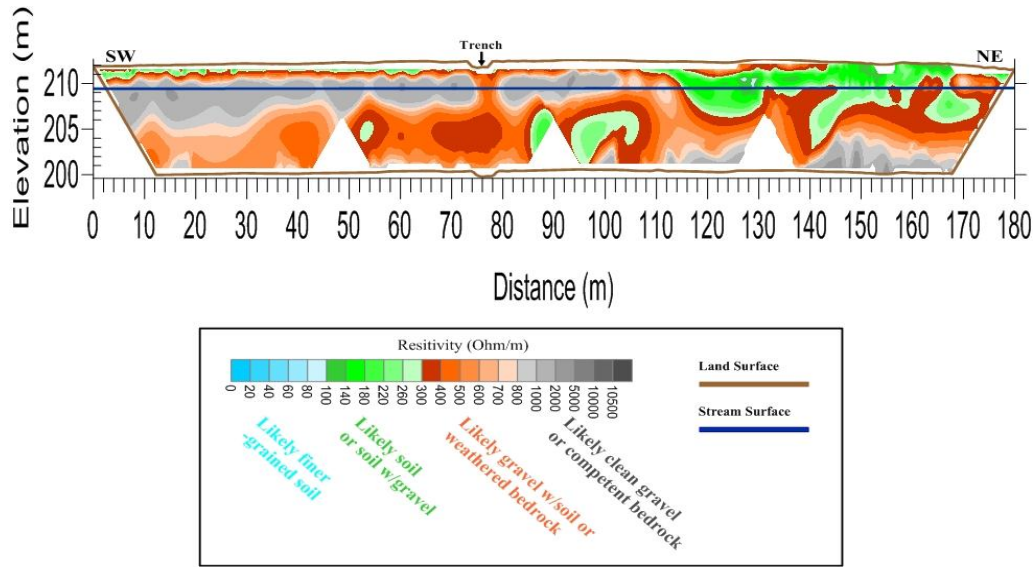 Elevation (m)
SW
Trench
NE
210
205
200
0 10 20 30 40 50 60 70 80 90 100 110 120 130 140 150 160 170 180
Distance (m)
Resitivity (Ohm/m)
0 20 40 60 80 100 140 180 220 260 300 400 500 600 700 800 1000 2000 5000 10000 10500
Likely finer
-grained soil
Likely soil
or soil w/gravel
Likely gravel w/soil or
weathered bedrock
Likely clean gravel
or competent bedrock
Land Surface
Stream Surface